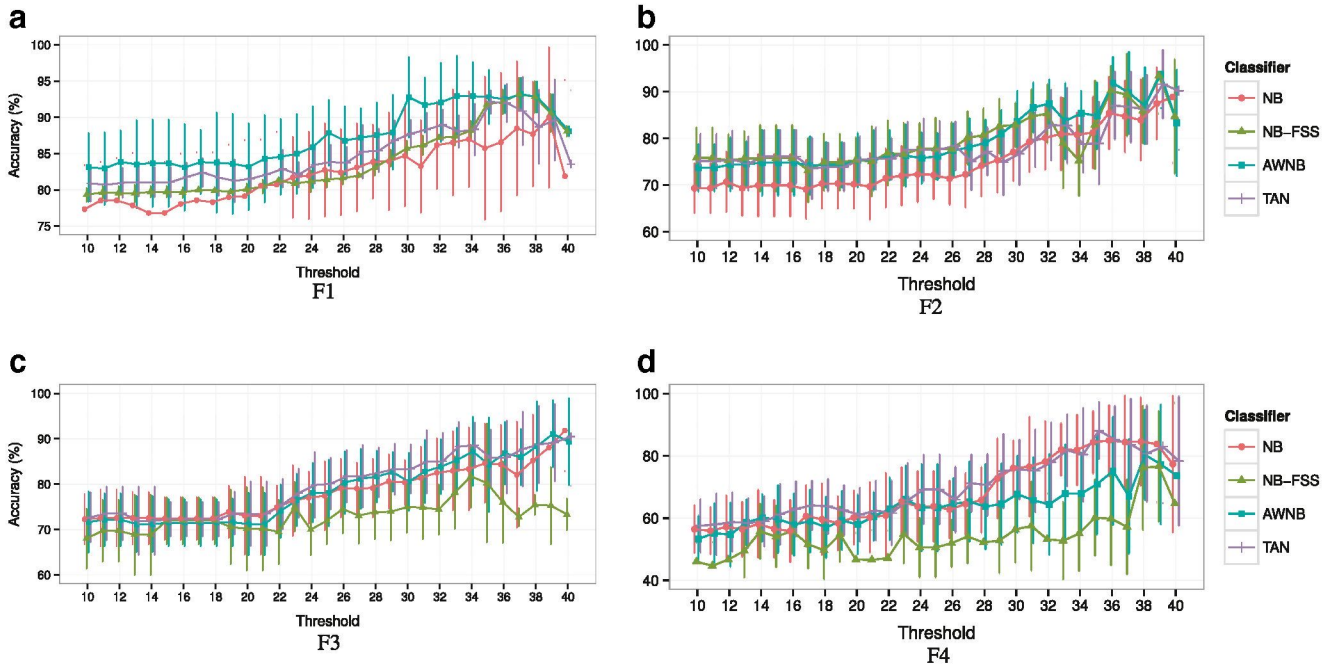 a
100
95
90
85
80
75
Accuracy (%)
10 12 14 16 18 20 22 24 26 28 30 32 34 36 38 40
Threshold
F1
b
100
90
80
70
60
10 12 14 16 18 20 22 24 26 28 30 32 34 36 38 40
Threshold
F2
Classifier
NB
NB-FSS
AWNB
TAN
c
100
90
80
70
60
Accuracy (%)
10 12 14 16 18 20 22 24 26 28 30 32 34 36 38 40
Threshold
F3
d
100
80
60
40
10 12 14 16 18 20 22 24 26 28 30 32 34 36 38 40
Threshold
F4
Classifier
NB
NB-FSS
AWNB
TAN